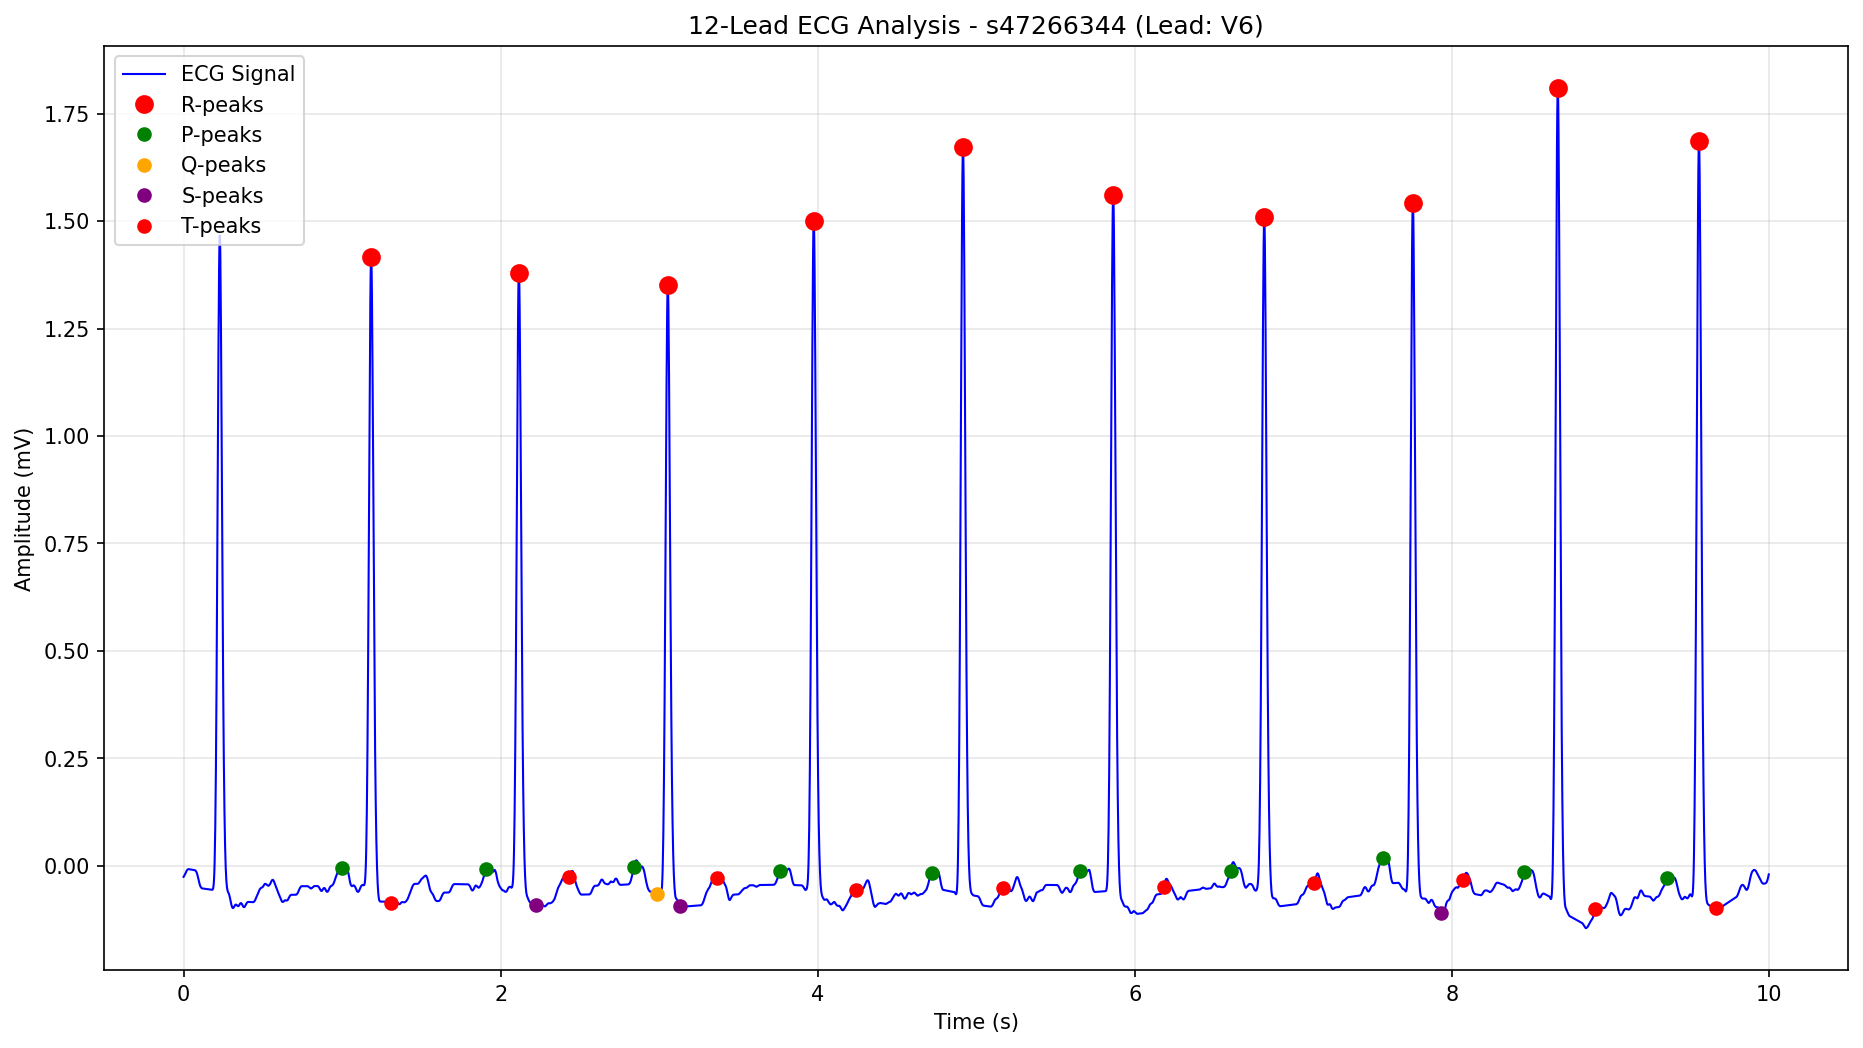 12-Lead ECG Analysis - s47266344 (Lead: V6)
ECG Signal
R-peaks
P-peaks
Q-peaks
S-peaks
T-peaks
Amplitude (mV)
1.75
1.50
1.25
1.00
0.75
0.50
0.25
0.00
0 2 4 6 8 10
Time (s)